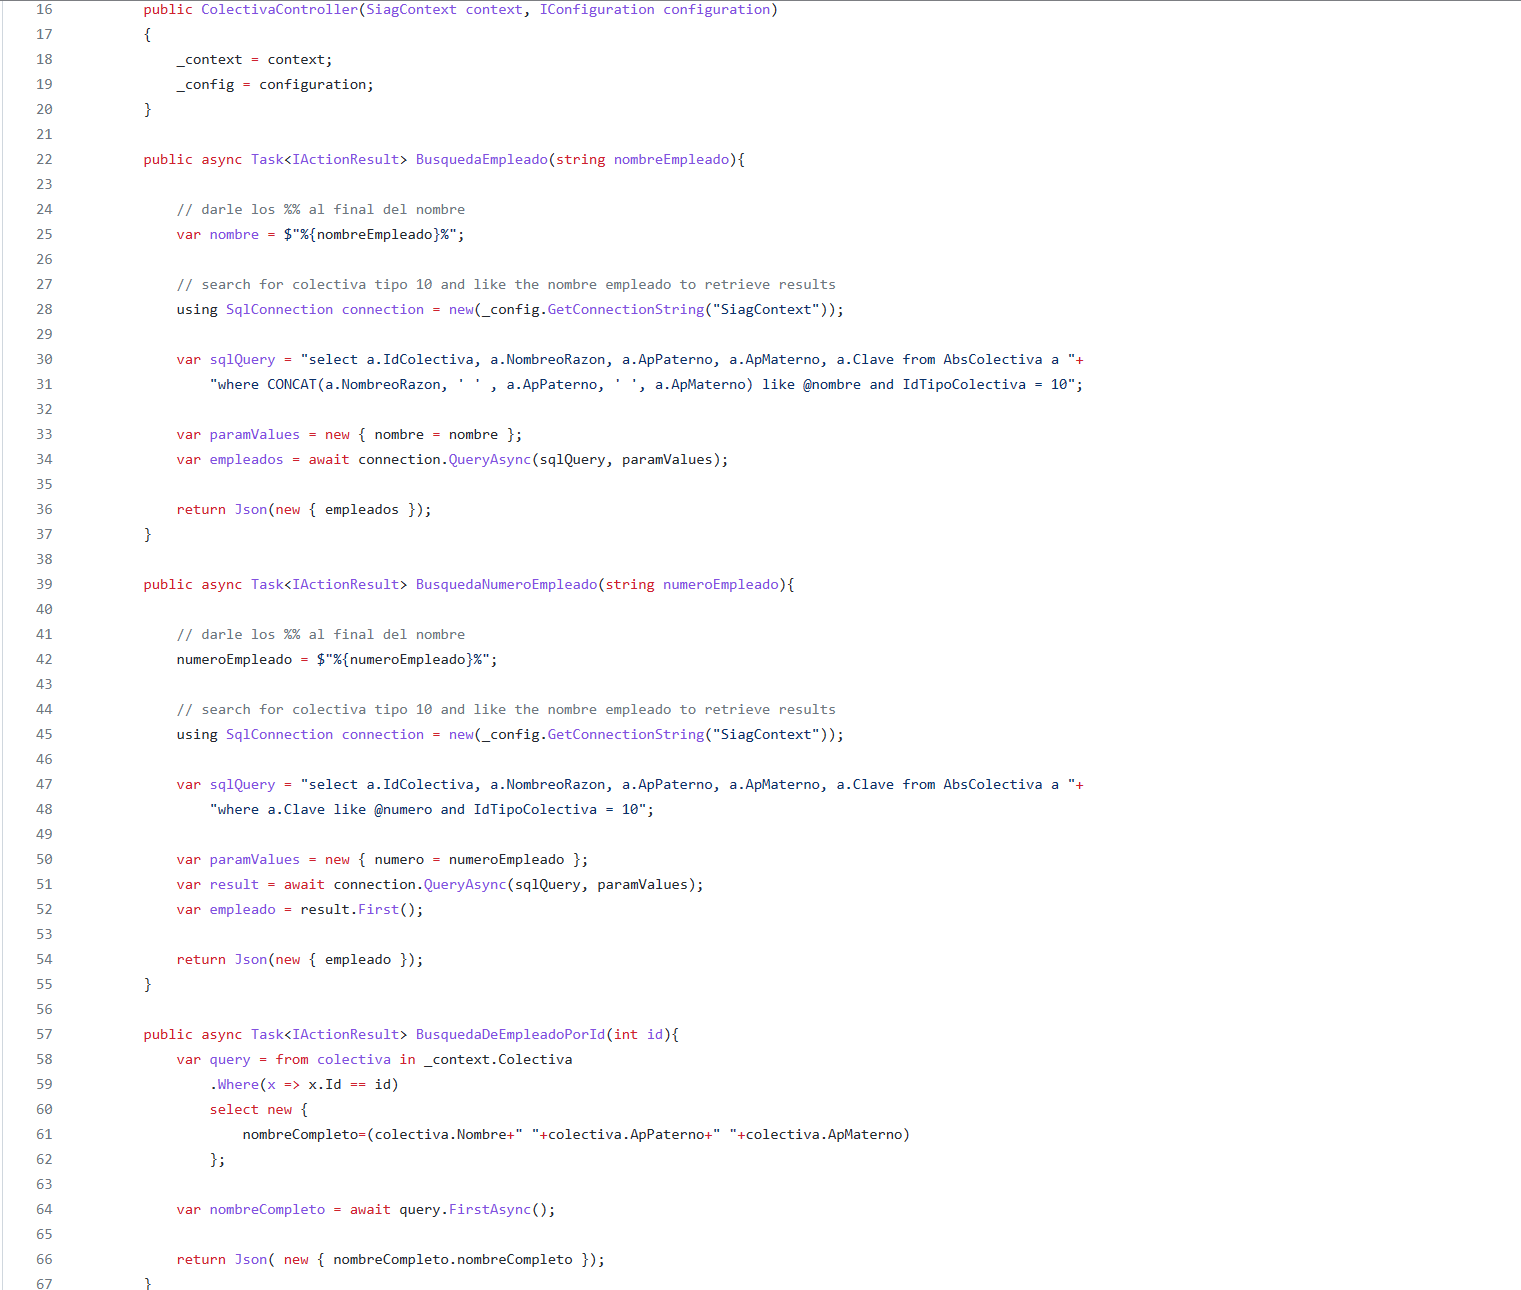 16 public ColectivaController(SiagContext context, IConfiguration configuration)
17 {
18 _context = context;
19 _config = configuration;
20 }
21
22 public async Task<IActionResult> BusquedaEmpleado(string nombreEmpleado){
23
24 // darle los %% al final del nombre
25 var nombre = $"%{nombreEmpleado}%";
26
27 // search for colectiva tipo 10 and like the nombre empleado to retrieve results
28 using SqlConnection connection = new(_config.GetConnectionString("SiagContext"));
29
30 var sqlQuery = "select a.IdColectiva, a.NombreoRazon, a.ApPaterno, a.ApMaterno, a.Clave from AbsColectiva a "+
31 "where CONCAT(a.NombreoRazon, ' ' , a.ApPaterno, ' ', a.ApMaterno) like @nombre and IdTipoColectiva = 10";
32
33 var paramValues = new { nombre = nombre };
34 var empleados = await connection.QueryAsync(sqlQuery, paramValues);
35
36 return Json(new { empleados });
37 }
38
39 public async Task<IActionResult> BusquedaNumeroEmpleado(string numeroEmpleado){
40
41 // darle los %% al final del nombre
42 numeroEmpleado = $"%{numeroEmpleado}%";
43
44 // search for colectiva tipo 10 and like the nombre empleado to retrieve results
45 using SqlConnection connection = new(_config.GetConnectionString("SiagContext"));
46
47 var sqlQuery = "select a.IdColectiva, a.NombreoRazon, a.ApPaterno, a.ApMaterno, a.Clave from AbsColectiva a "+
48 "where a.Clave like @numero and IdTipoColectiva = 10";
49
50 var paramValues = new { numero = numeroEmpleado };
51 var result = await connection.QueryAsync(sqlQuery, paramValues);
52 var empleado = result.First();
53
54 return Json(new { empleado });
55 }
56
57 public async Task<IActionResult> BusquedaDeEmpleadoPorId(int id){
58 var query = from colectiva in _context.Colectiva
59 .Where(x => x.Id == id)
60 select new {
61 nombreCompleto=(colectiva.Nombre+" "+colectiva.ApPaterno+" "+colectiva.ApMaterno)
62 };
63
64 var nombreCompleto = await query.FirstAsync();
65
66 return Json( new { nombreCompleto.nombreCompleto });
67 }